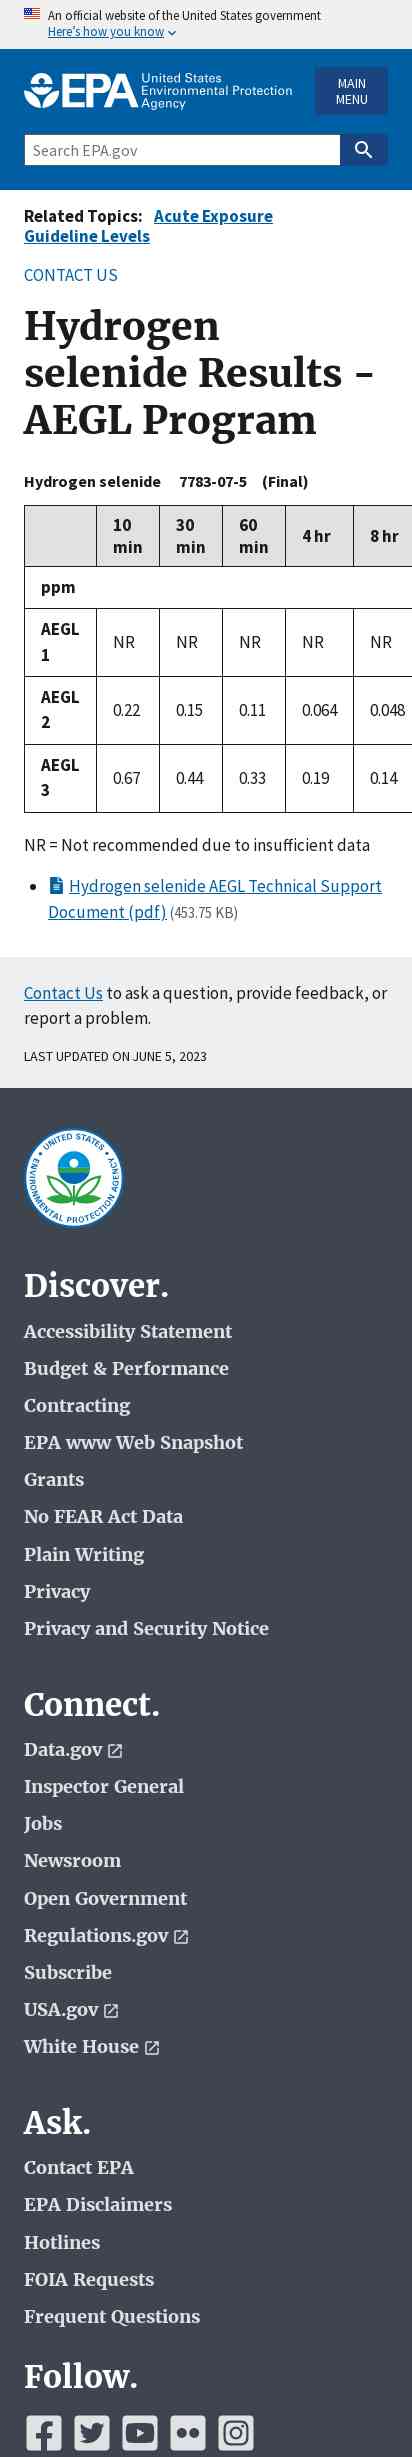 An official website of the United States government
Here's how you know
EPA United States
Environmental Protection
Agency
MAIN
MENU
Search EPA.gov
Related Topics: Acute Exposure
Guideline Levels
CONTACT US
Hydrogen
selenide Results -
AEGL Program
Hydrogen selenide 7783-07-5 (Final)
10 min 30 min 60 min 4 hr 8 hr
ppm
AEGL 1 NR NR NR NR NR
AEGL 2 0.22 0.15 0.11 0.064 0.048
AEGL 3 0.67 0.44 0.33 0.19 0.14
NR = Not recommended due to insufficient data
• Hydrogen selenide AEGL Technical Support
Document (pdf) (453.75 KB)
Contact Us to ask a question, provide feedback, or
report a problem.
LAST UPDATED ON JUNE 5, 2023
UNITED STATES
ENVIRONMENTAL PROTECTION AGENCY
Discover.
Accessibility Statement
Budget & Performance
Contracting
EPA www Web Snapshot
Grants
No FEAR Act Data
Plain Writing
Privacy
Privacy and Security Notice
Connect.
Data.gov
Inspector General
Jobs
Newsroom
Open Government
Regulations.gov
Subscribe
USA.gov
White House
Ask.
Contact EPA
EPA Disclaimers
Hotlines
FOIA Requests
Frequent Questions
Follow.